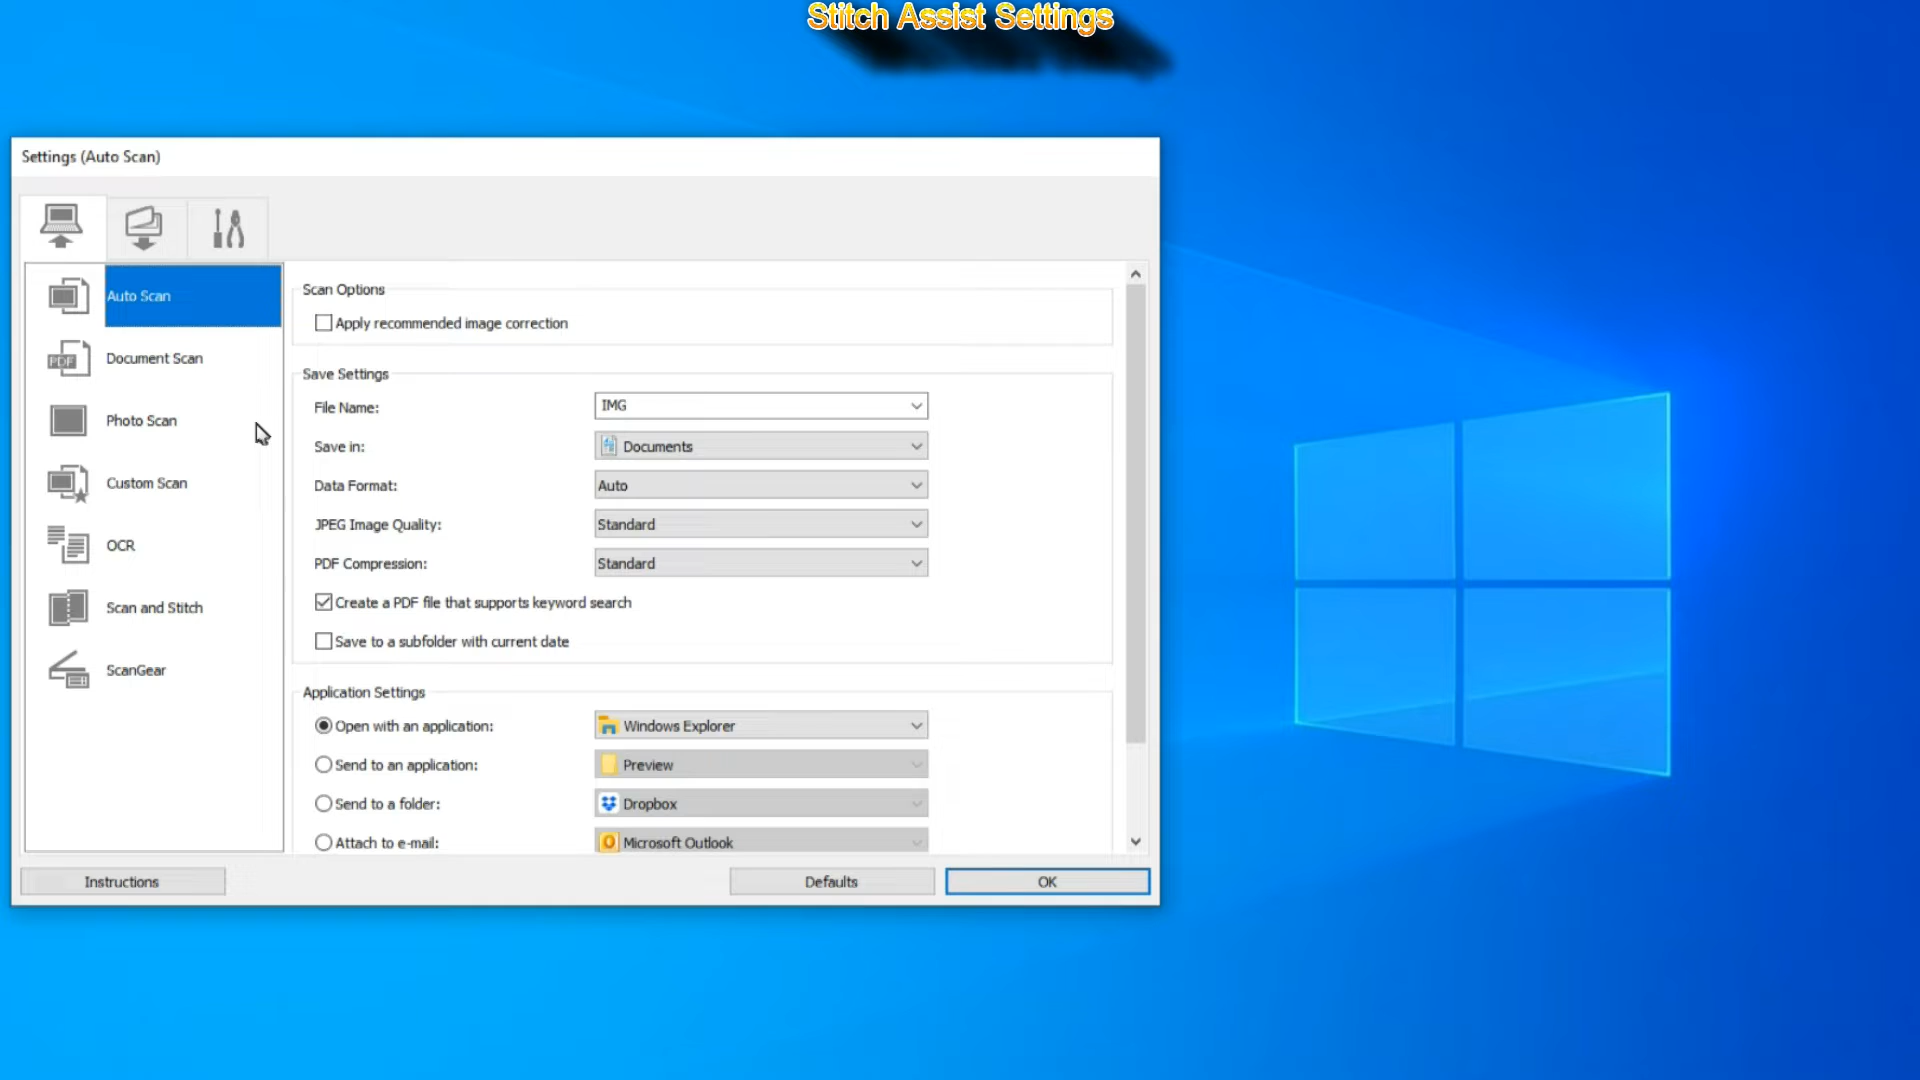 Stitch Assist Settings
Settings (Auto Scan)
Auto Scan
PDF Document Scan
Photo Scan
Custom Scan
OCR
Scan and Stitch
ScanGear
Scan Options
Apply recommended image correction
Save Settings
File Name: IMG
Save in: Documents
Data Format: Auto
JPEG Image Quality: Standard
PDF Compression: Standard
Create a PDF file that supports keyword search
Save to a subfolder with current date
Application Settings
Open with an application: Windows Explorer
Send to an application: Preview
Send to a folder: Dropbox
Attach to e-mail: Microsoft Outlook
Instructions Defaults OK